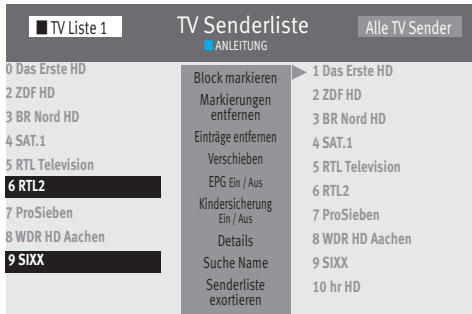 TV Liste 1
TV Senderliste
ANLEITUNG
Alle TV Sender
0 Das Erste HD
2 ZDF HD
3 BR Nord HD
4 SAT.1
5 RTL Television
6 RTL2
7 ProSieben
8 WDR HD Aachen
9 SIXX
Block markieren
Markierungen
entfernen
Einträge entfernen
Verschieben
EPG Ein / Aus
Kindersicherung
Ein / Aus
Details
Suche Name
Senderliste
exortieren
1 Das Erste HD
2 ZDF HD
3 BR Nord HD
4 SAT.1
5 RTL Television
6 RTL2
7 ProSieben
8 WDR HD Aachen
9 SIXX
10 hr HD